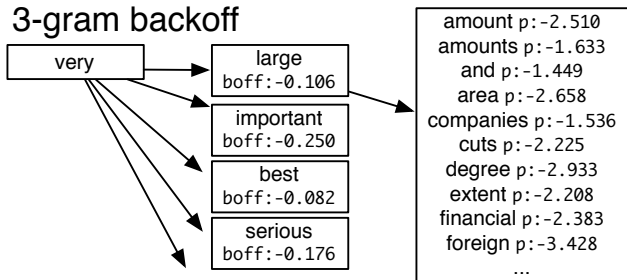 3-gram backoff
very
large
boff:-0.106
important
boff:-0.250
best
boff:-0.082
serious
boff:-0.176
amount p:-2.510
amounts p:-1.633
and p:-1.449
area p:-2.658
companies p:-1.536
cuts p:-2.225
degree p:-2.933
extent p:-2.208
financial p:-2.383
foreign p:-3.428
...